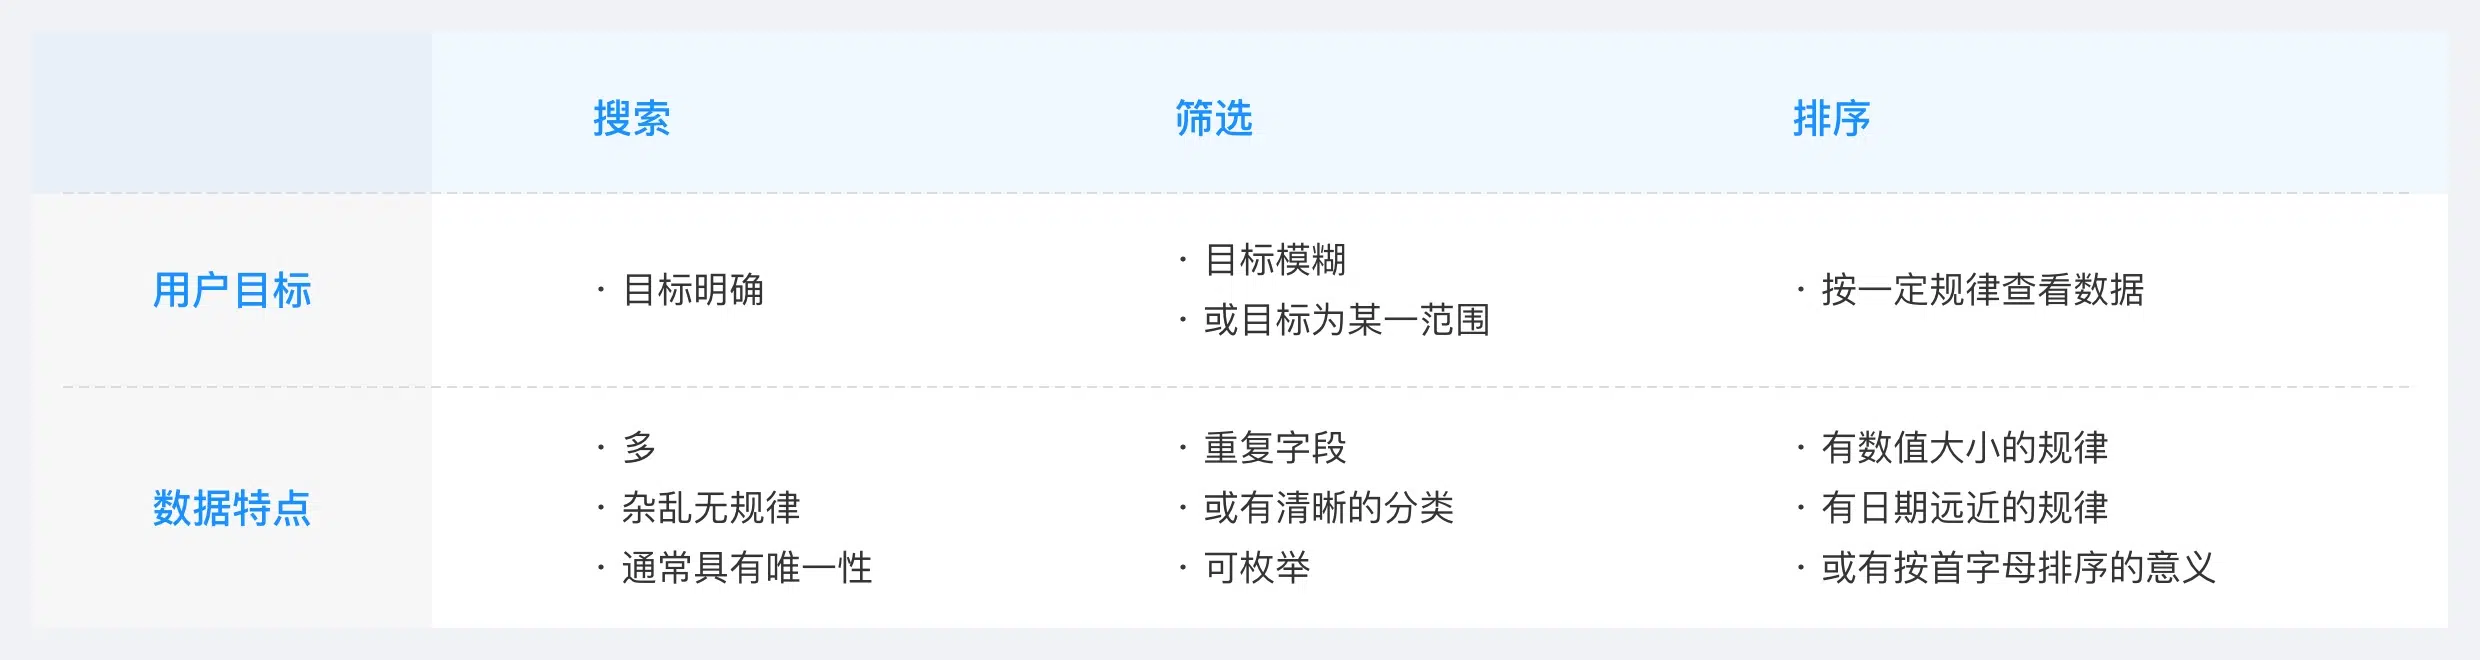 搜索 筛选 排序
用户目标
· 目标明确
· 目标模糊
· 或目标为某一范围
· 按一定规律查看数据
数据特点
· 多
· 杂乱无规律
· 通常具有唯一性
· 重复字段
· 或有清晰的分类
· 可枚举
· 有数值大小的规律
· 有日期远近的规律
· 或有按首字母排序的意义